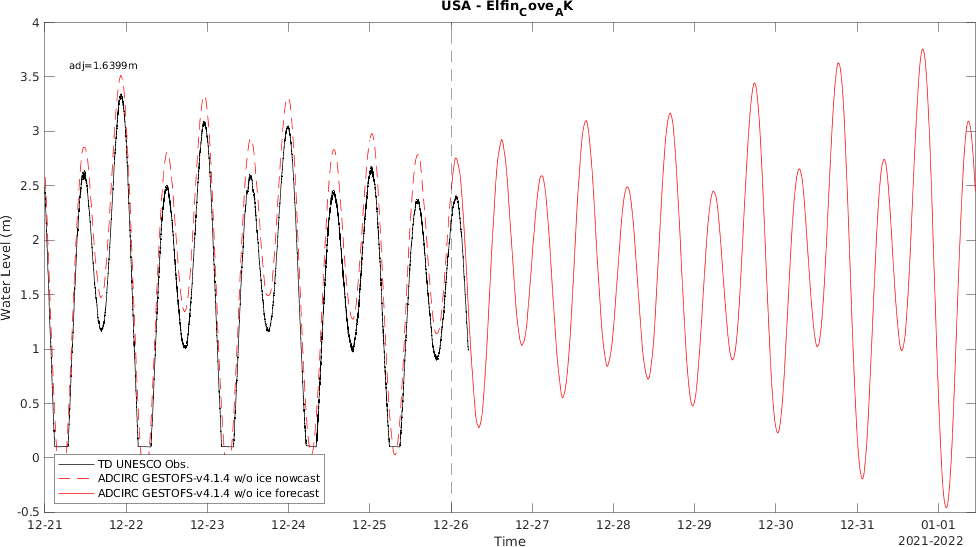 USA - ElfinCoveAK
adj=1.6399m
4
3.5
3
2.5
2
1.5
1
0.5
0
-0.5
Water Level (m)
TD UNESCO Obs.
ADCIRC GESTOFS-v4.1.4 w/o ice nowcast
ADCIRC GESTOFS-v4.1.4 w/o ice forecast
12-21 12-22 12-23 12-24 12-25 12-26 12-27 12-28 12-29 12-30 12-31 01-01
Time
2021-2022